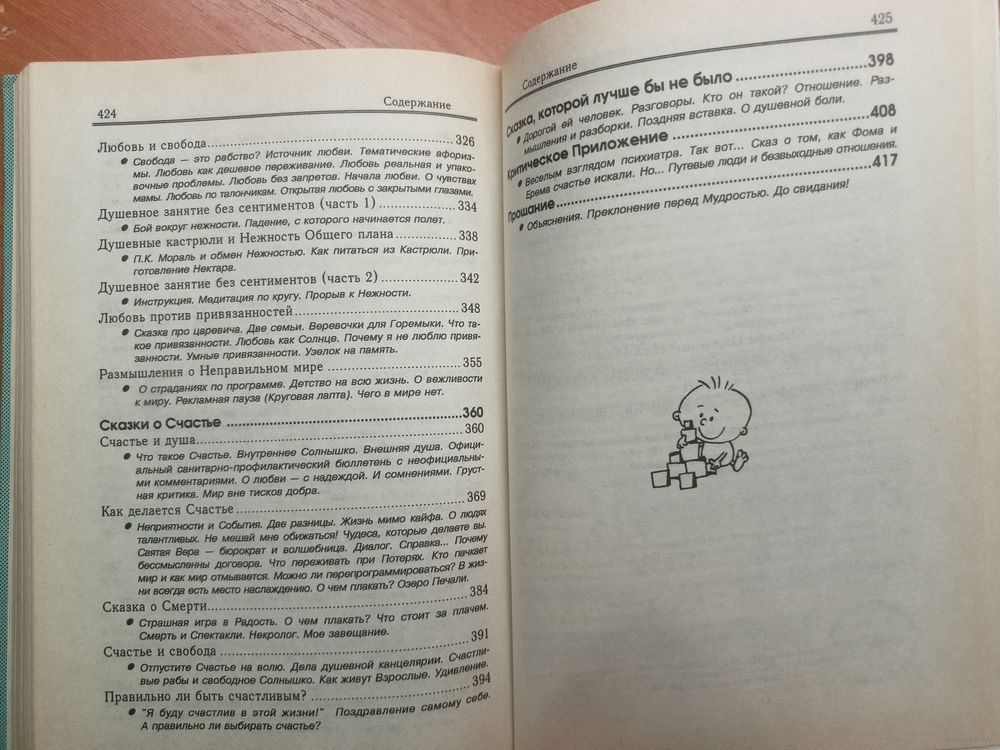 424
Содержание
Любовь и свобода ........ 326
● Свобода — это рабство? Источник любви. Тематические афориз-
мы. Любовь как дешевое переживание. Любовь реальная и упако-
вочные проблемы. Любовь без запретов. Начала любви. О чувствах
мамы. Любовь по талончикам. Открытая любовь с закрытыми глазами.
Душевное занятие без сентиментов (часть 1) ........ 334
● Бой вокруг нежности. Падение, с которого начинается полет.
Душевные кастрюли и Нежность Общего плана ........ 338
● П.К. Мораль и обмен Нежностью. Как питаться из Кастрюли. При-
готовление Нектара.
Душевное занятие без сентиментов (часть 2) ........ 342
● Инструкция. Медитация по кругу. Прорыв к Нежности.
Любовь против привязанностей ........ 348
● Сказка про царевича. Две семьи. Веревочки для Горемыки. Что та-
кое привязанности. Любовь как Солнце. Почему я не люблю привя-
занности. Умные привязанности. Узелок на память.
Размышления о Неправильном мире ........ 355
● О страданиях по программе. Детство на всю жизнь. О вежливости
к миру. Рекламная пауза (Круговая лапта). Чего в мире нет.
Сказки о Счастье ........ 360
Счастье и душа ........ 360
● Что такое Счастье. Внутреннее Солнышко. Внешняя душа. Офици-
альный санитарно-профилактический бюллетень с неофициальны-
ми комментариями. О любви — с надеждой. И сомнениями. Груст-
ная критика. Мир вне тисков добра.
Как делается Счастье ........ 369
● Неприятности и События. Две разницы. Жизнь мимо кайфа. О людях
талантливых. Не мешай мне обижаться! Чудеса, которые делаете вы.
Святая Вера — бюрократ и волшебница. Диалог. Справка... Почему
бессмысленны договора. Что переживать при Потерях. Кто пачкает
мир и как мир отмывается. Можно ли перепрограммироваться? В жиз-
ни всегда есть место наслаждению. О чем плакать? Озеро Печали.
Сказка о Смерти ........ 384
● Страшная игра в Радость. О чем плакать? Что стоит за плачем.
Смерть и Спектакли. Некролог. Мое завещание.
Счастье и свобода ........ 391
● Отпустите Счастье на волю. Дела душевной канцелярии. Счастли-
вые рабы и свободное Солнышко. Как живут Взрослые. Удивление.
Правильно ли быть счастливым? ........ 394
● "Я буду счастлив в этой жизни!" Поздравление самому себе.
А правильно ли выбирать счастье?
425
Содержание
Сказка, которой лучше бы не было ........ 398
● Дорогой ей человек. Разговоры. Кто он такой? Отношение. Раз-
мышления и разборки. Поздняя вставка. О душевной боли.
Критическое Приложение ........ 408
● Веселым взглядом психиатра. Так вот... Сказ о том, как Фома и
Ерема счастье искали. Но... Путевые люди и безвыходные отношения.
Прощание ........ 417
● Объяснения. Преклонение перед Мудростью. До свидания!